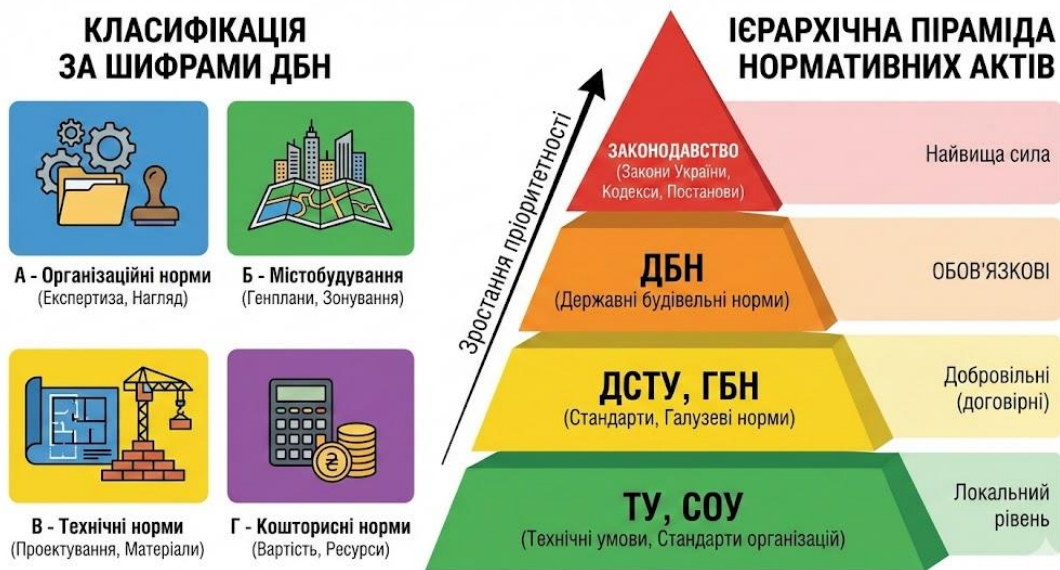 КЛАСИФІКАЦІЯ
ЗА ШИФРАМИ ДБН
А - Організаційні норми
(Експертиза, Нагляд)
Б - Містобудування
(Генплани, Зонування)
В - Технічні норми
(Проектування, Матеріали)
Г - Кошторисні норми
(Вартість, Ресурси)
ІЄРАРХІЧНА ПІРАМІДА
НОРМАТИВНИХ АКТІВ
Зростання пріоритетності
ЗАКОНОДАВСТВО
(Закони України,
Кодекси, Постанови)
Найвища сила
ДБН
(Державні будівельні норми)
ОБОВ'ЯЗКОВІ
ДСТУ, ГБН
(Стандарти, Галузеві норми)
Добровільні
(договірні)
ТУ, СОУ
(Технічні умови, Стандарти організацій)
Локальний
рівень
₴